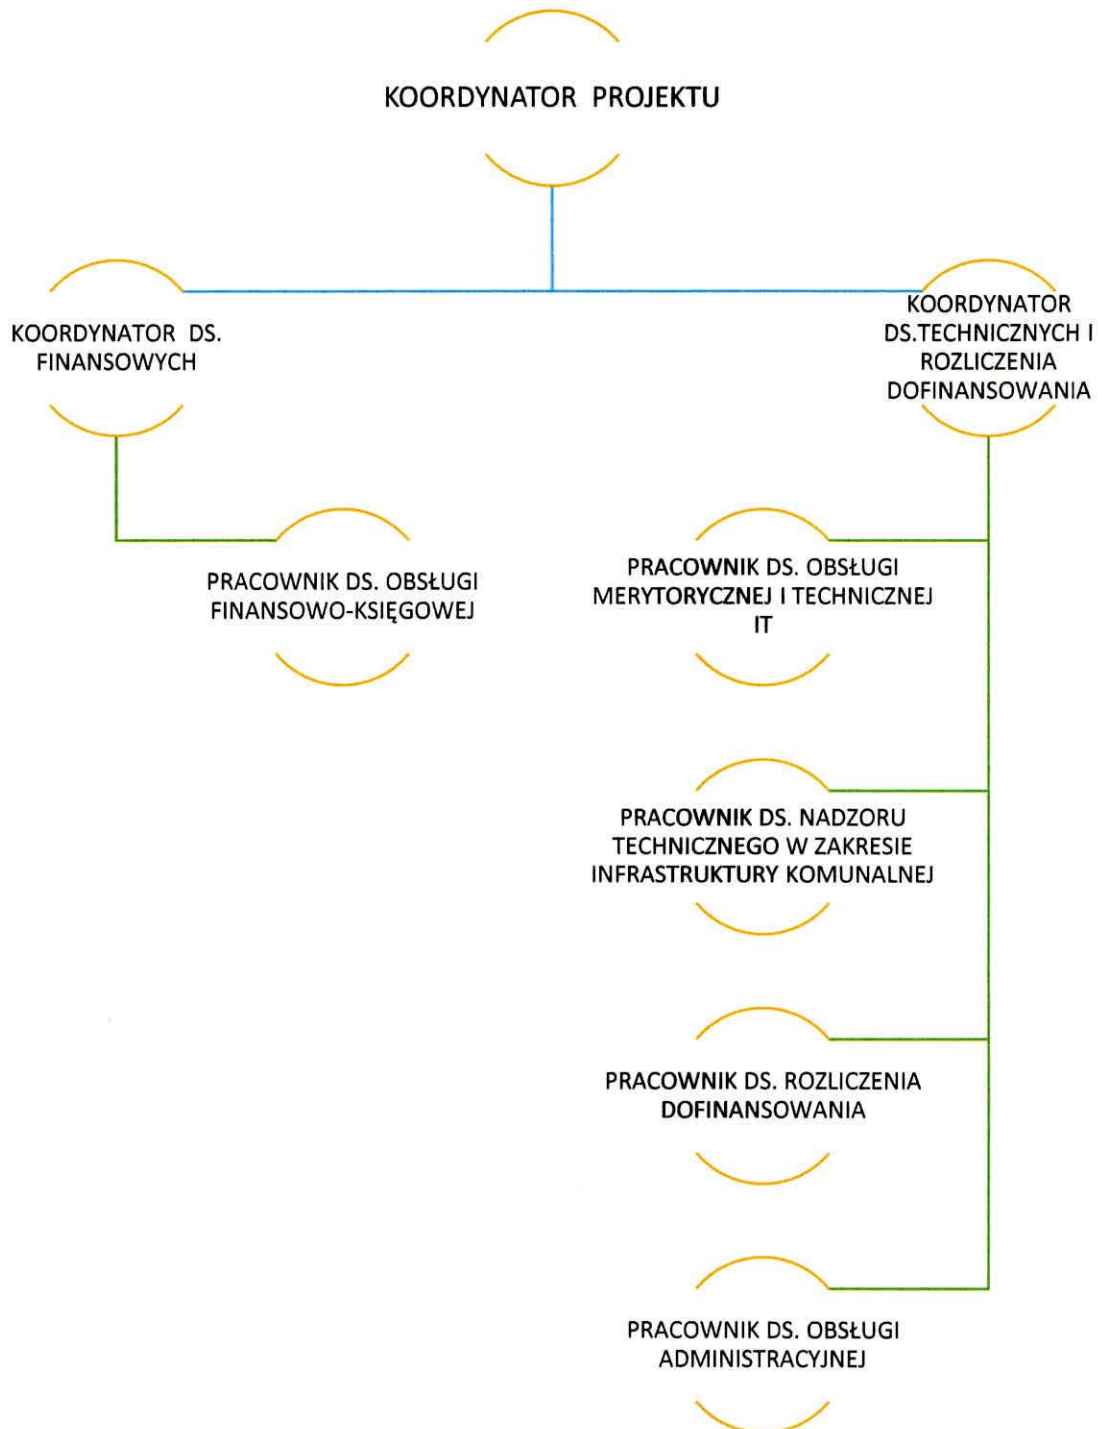 KOORDYNATOR PROJEKTU
KOORDYNATOR DS.
FINANSOWYCH
KOORDYNATOR
DS.TECHNICZNYCH I
ROZLICZENIA
DOFINANSOWANIA
PRACOWNIK DS. OBSŁUGI
FINANSOWO-KSIĘGOWEJ
PRACOWNIK DS. OBSŁUGI
MERYTORYCZNEJ I TECHNICZNEJ
IT
PRACOWNIK DS. NADZORU
TECHNICZNEGO W ZAKRESIE
INFRASTRUKTURY KOMUNALNEJ
PRACOWNIK DS. ROZLICZENIA
DOFINANSOWANIA
PRACOWNIK DS. OBSŁUGI
ADMINISTRACYJNEJ